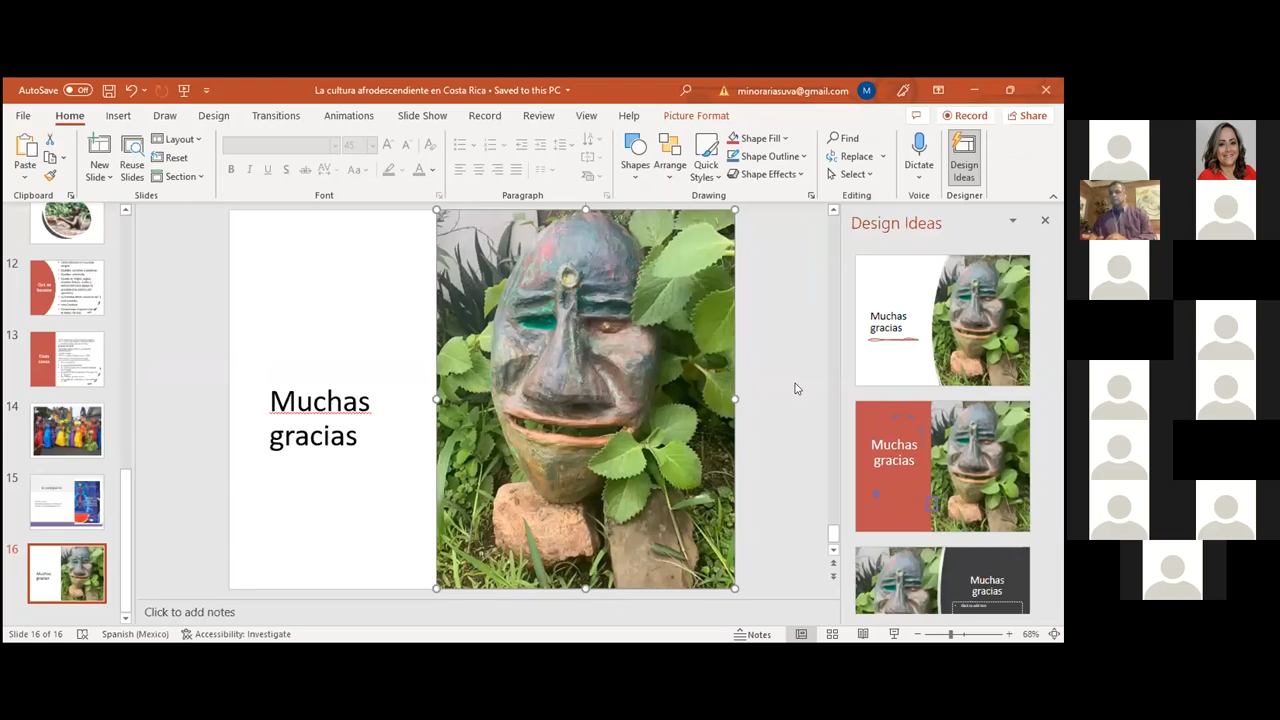 AutoSave Off La cultura afrodescendiente en Costa Rica • Saved to this PC minorariasuva@gmail.com M
File Home Insert Draw Design Transitions Animations Slide Show Record Review View Help Picture Format Record Share
Paste New Slide Reuse Slides Layout Reset Section 45 Aa A Shapes Arrange Quick Styles Shape Fill Shape Outline Shape Effects Find Replace Select Dictate Design Ideas
Clipboard Slides Font Paragraph Drawing Editing Voice Designer
Design Ideas
12
13
14
15
16
Muchas
gracias
Muchas
gracias
Muchas
gracias
Muchas
gracias
Muchas
gracias
Click to add notes
Slide 16 of 16 Spanish (Mexico) Accessibility: Investigate Notes 68%